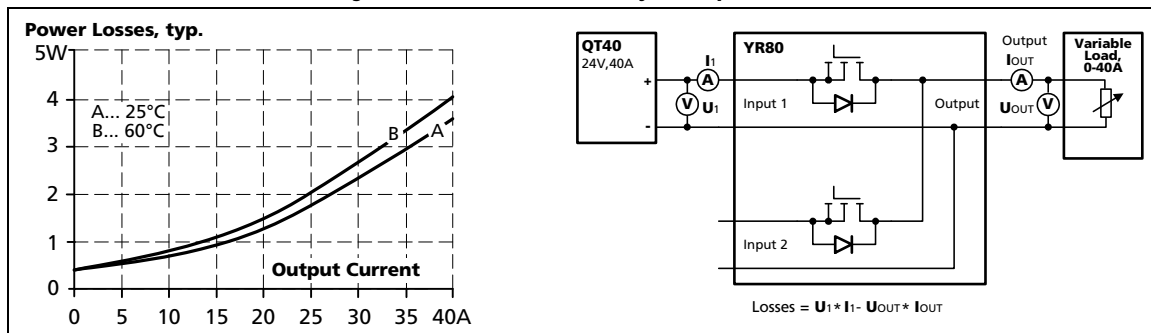 Power Losses, typ.
5W
4
3
2
1
0
A... 25°C
B... 60°C
B
A
Output Current
0 5 10 15 20 25 30 35 40A
QT40
24V,40A
+
-
I1
A
V U1
YR80
Input 1
Output
Input 2
Output
IOUT
A
UOUT V
Variable
Load,
0-40A
Losses = U1* I1- UOUT* IOUT